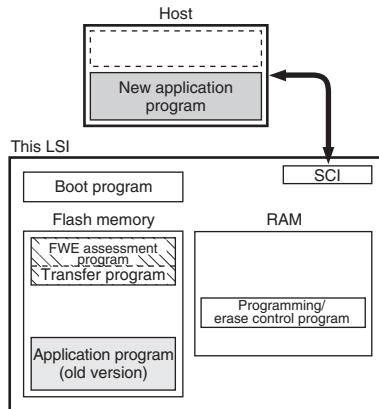 Host
New application
program
This LSI
SCI
Boot program
Flash memory
RAM
FWE assessment
program
Transfer program
Programming/
erase control program
Application program
(old version)